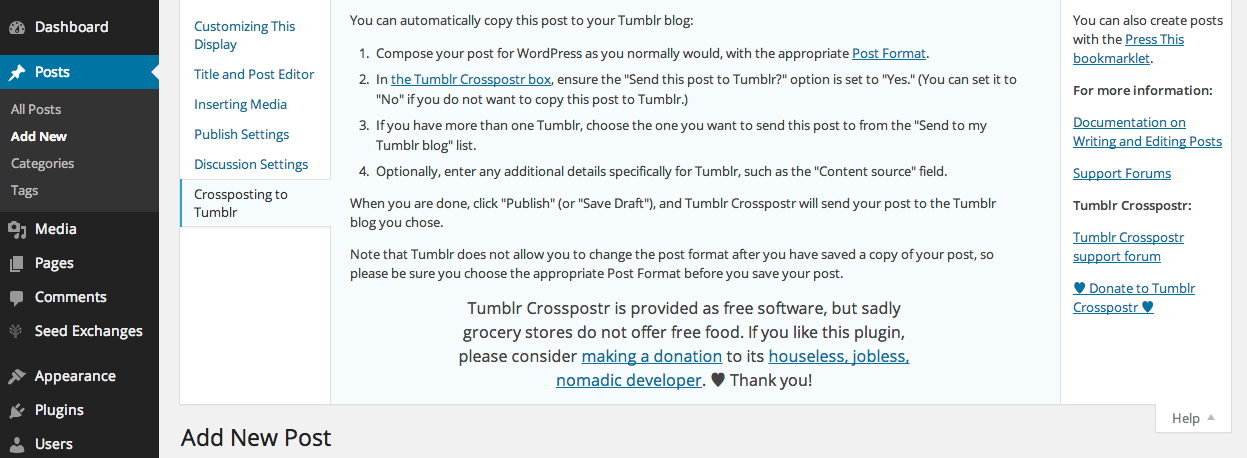 Dashboard
Posts
All Posts
Add New
Categories
Tags
Media
Pages
Comments
Seed Exchanges
Appearance
Plugins
Users
Customizing This
Display
Title and Post Editor
Inserting Media
Publish Settings
Discussion Settings
Crossposting to
Tumblr
You can automatically copy this post to your Tumblr blog:
1. Compose your post for WordPress as you normally would, with the appropriate Post Format.
2. In the Tumblr Crosspostr box, ensure the "Send this post to Tumblr?" option is set to "Yes." (You can set it to
"No" if you do not want to copy this post to Tumblr.)
3. If you have more than one Tumblr, choose the one you want to send this post to from the "Send to my
Tumblr blog" list.
4. Optionally, enter any additional details specifically for Tumblr, such as the "Content source" field.
When you are done, click "Publish" (or "Save Draft"), and Tumblr Crosspostr will send your post to the Tumblr
blog you chose.
Note that Tumblr does not allow you to change the post format after you have saved a copy of your post, so
please be sure you choose the appropriate Post Format before you save your post.
Tumblr Crosspostr is provided as free software, but sadly
grocery stores do not offer free food. If you like this plugin,
please consider making a donation to its houseless, jobless,
nomadic developer. ♥ Thank you!
You can also create posts
with the Press This
bookmarklet.
For more information:
Documentation on
Writing and Editing Posts
Support Forums
Tumblr Crosspostr:
Tumblr Crosspostr
support forum
♥ Donate to Tumblr
Crosspostr ♥
Help
Add New Post